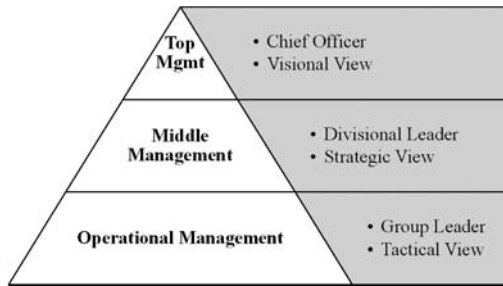 Top
Mgmt
• Chief Officer
• Visional View
Middle
Management
• Divisional Leader
• Strategic View
Operational Management
• Group Leader
• Tactical View